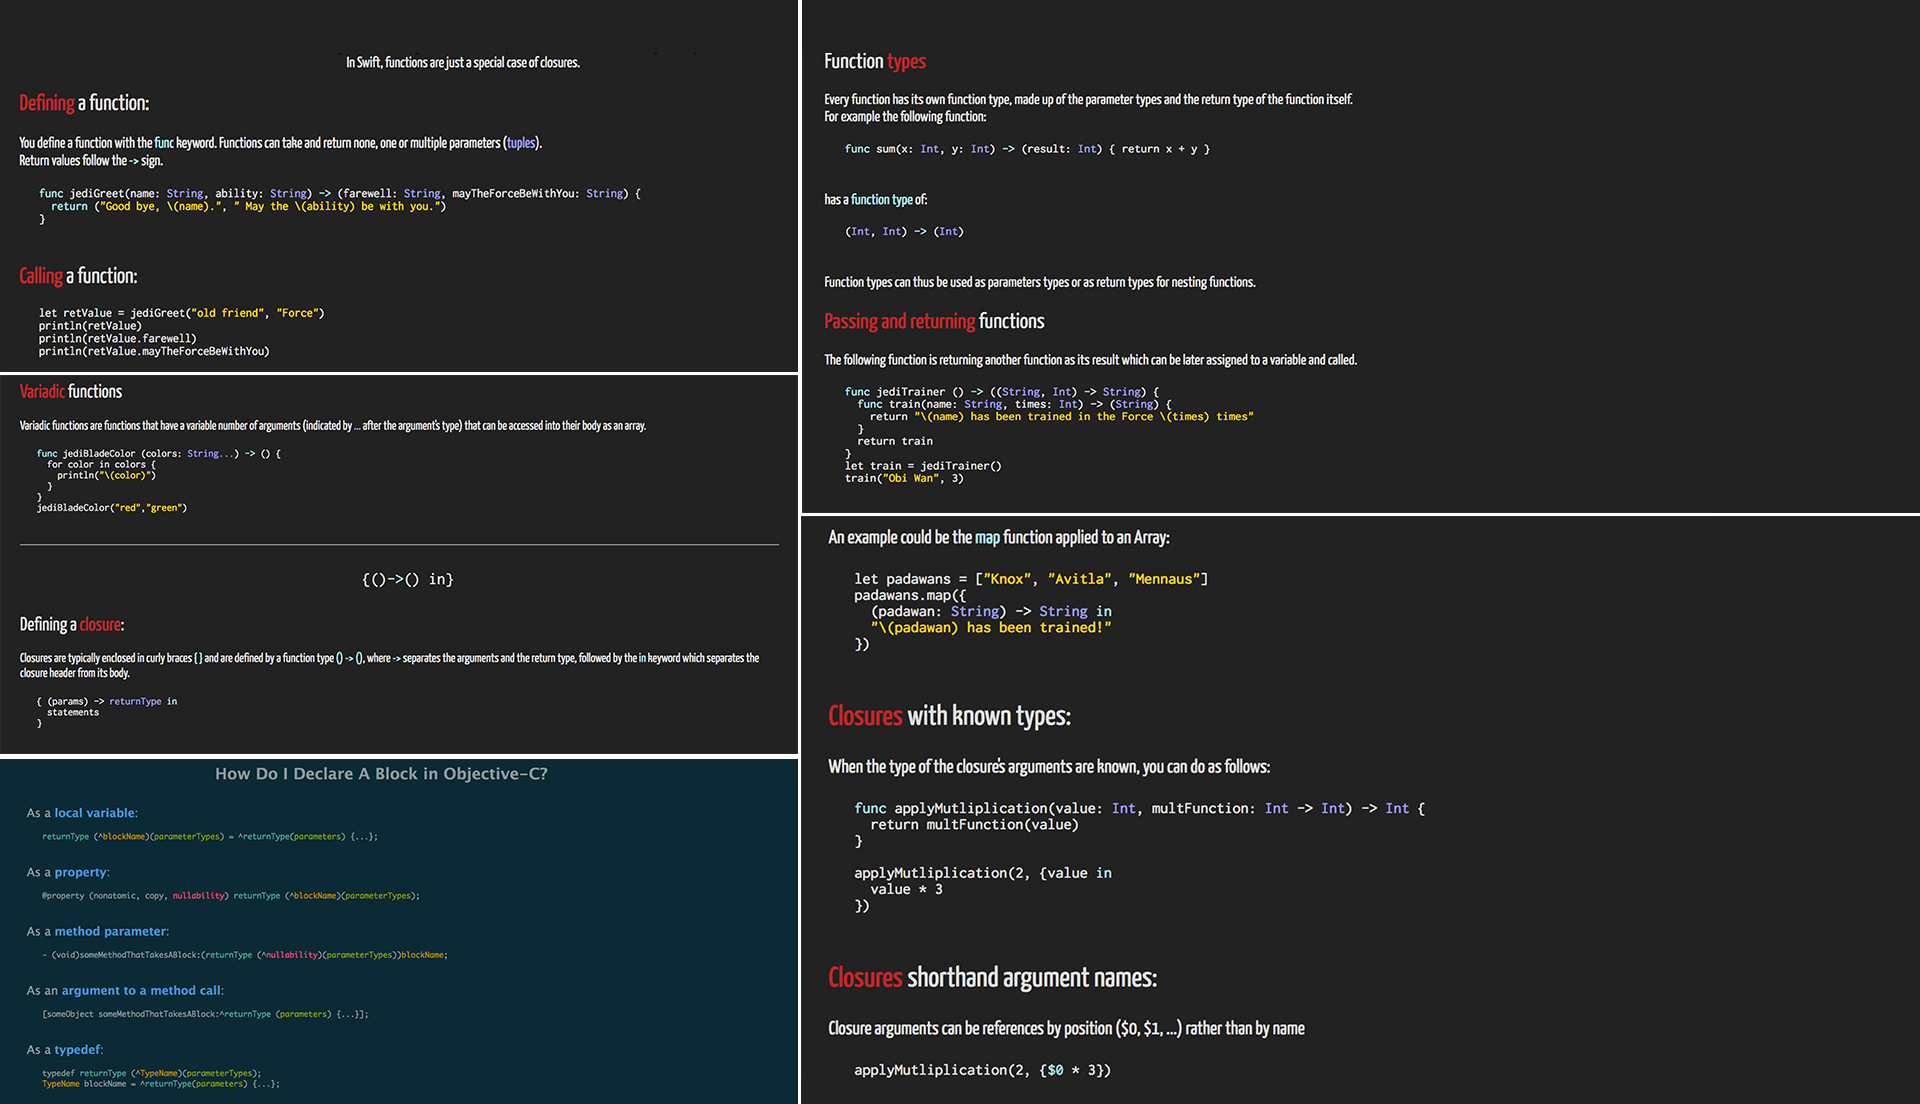 In Swift, functions are just a special case of closures.
Defining a function:
You define a function with the func keyword. Functions can take and return none, one or multiple parameters (tuples).
Return values follow the -> sign.
func jediGreet(name: String, ability: String) -> (farewell: String, mayTheForceBeWithYou: String) {
return ("Good bye, \(name).", " May the \(ability) be with you.")
}
Calling a function:
let retValue = jediGreet("old friend", "Force")
println(retValue)
println(retValue.farewell)
println(retValue.mayTheForceBeWithYou)
Variadic functions
Variadic functions are functions that have a variable number of arguments (indicated by ... after the argument's type) that can be accessed into their body as an array.
func jediBladeColor (colors: String...) -> () {
for color in colors {
println("\(color)")
}
}
jediBladeColor("red","green")
{()->() in}
Defining a closure:
Closures are typically enclosed in curly braces { } and are defined by a function type () -> (), where -> separates the arguments and the return type, followed by the in keyword which separates the
closure header from its body.
{ (params) -> returnType in
statements
}
How Do I Declare A Block in Objective-C?
As a local variable:
returnType (^blockName)(parameterTypes) = ^returnType(parameters) {...};
As a property:
@property (nonatomic, copy, nullability) returnType (^blockName)(parameterTypes);
As a method parameter:
- (void)someMethodThatTakesABlock:(returnType (^nullability)(parameterTypes))blockName;
As an argument to a method call:
[someObject someMethodThatTakesABlock:^returnType (parameters) {...}];
As a typedef:
typedef returnType (^TypeName)(parameterTypes);
TypeName blockName = ^returnType(parameters) {...};
Function types
Every function has its own function type, made up of the parameter types and the return type of the function itself.
For example the following function:
func sum(x: Int, y: Int) -> (result: Int) { return x + y }
has a function type of:
(Int, Int) -> (Int)
Function types can thus be used as parameters types or as return types for nesting functions.
Passing and returning functions
The following function is returning another function as its result which can be later assigned to a variable and called.
func jediTrainer () -> ((String, Int) -> String) {
func train(name: String, times: Int) -> (String) {
return "\(name) has been trained in the Force \(times) times"
}
return train
}
let train = jediTrainer()
train("Obi Wan", 3)
An example could be the map function applied to an Array:
let padawans = ["Knox", "Avitla", "Mennaus"]
padawans.map({
(padawan: String) -> String in
"\(padawan) has been trained!"
})
Closures with known types:
When the type of the closure's arguments are known, you can do as follows:
func applyMutliplication(value: Int, multFunction: Int -> Int) -> Int {
return multFunction(value)
}
applyMutliplication(2, {value in
value * 3
})
Closures shorthand argument names:
Closure arguments can be references by position ($0, $1, ...) rather than by name
applyMutliplication(2, {$0 * 3})